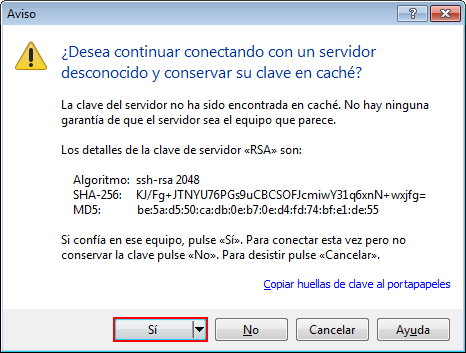 Aviso
¿Desea continuar conectando con un servidor
desconocido y conservar su clave en caché?
La clave del servidor no ha sido encontrada en caché. No hay ninguna
garantía de que el servidor sea el equipo que parece.
Los detalles de la clave de servidor «RSA» son:
Algoritmo: ssh-rsa 2048
SHA-256: KJ/Fg+JTNYU76PGs9uCBCSOFJcmiwY31q6xnN+wxjfg=
MD5: be:5a:d5:50:ca:db:0e:b7:0e:d4:fd:74:bf:e1:de:55
Si confía en ese equipo, pulse «Sí». Para conectar esta vez pero no
conservar la clave pulse «No». Para desistir pulse «Cancelar».
Copiar huellas de clave al portapapeles
Sí No Cancelar Ayuda